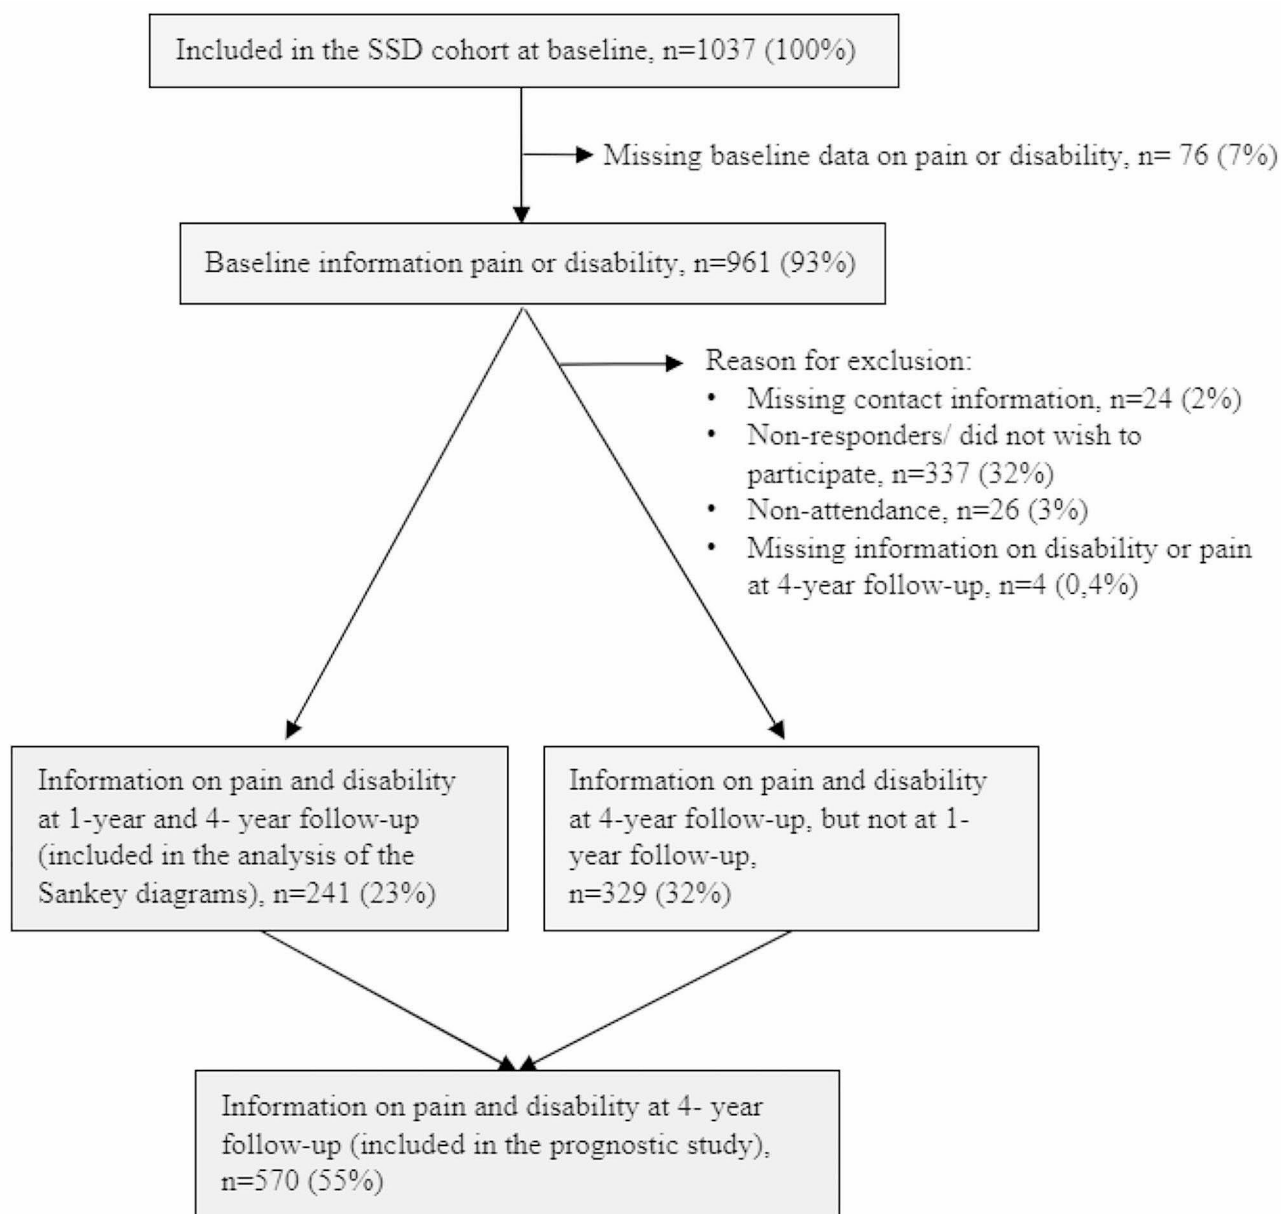 Included in the SSD cohort at baseline, n=1037 (100%)
Missing baseline data on pain or disability, n= 76 (7%)
Baseline information pain or disability, n=961 (93%)
Reason for exclusion:
• Missing contact information, n=24 (2%)
• Non-responders/ did not wish to
participate, n=337 (32%)
• Non-attendance, n=26 (3%)
• Missing information on disability or pain
at 4-year follow-up, n=4 (0,4%)
Information on pain and disability
at 1-year and 4- year follow-up
(included in the analysis of the
Sankey diagrams), n=241 (23%)
Information on pain and disability
at 4-year follow-up, but not at 1-
year follow-up,
n=329 (32%)
Information on pain and disability at 4- year
follow-up (included in the prognostic study),
n=570 (55%)